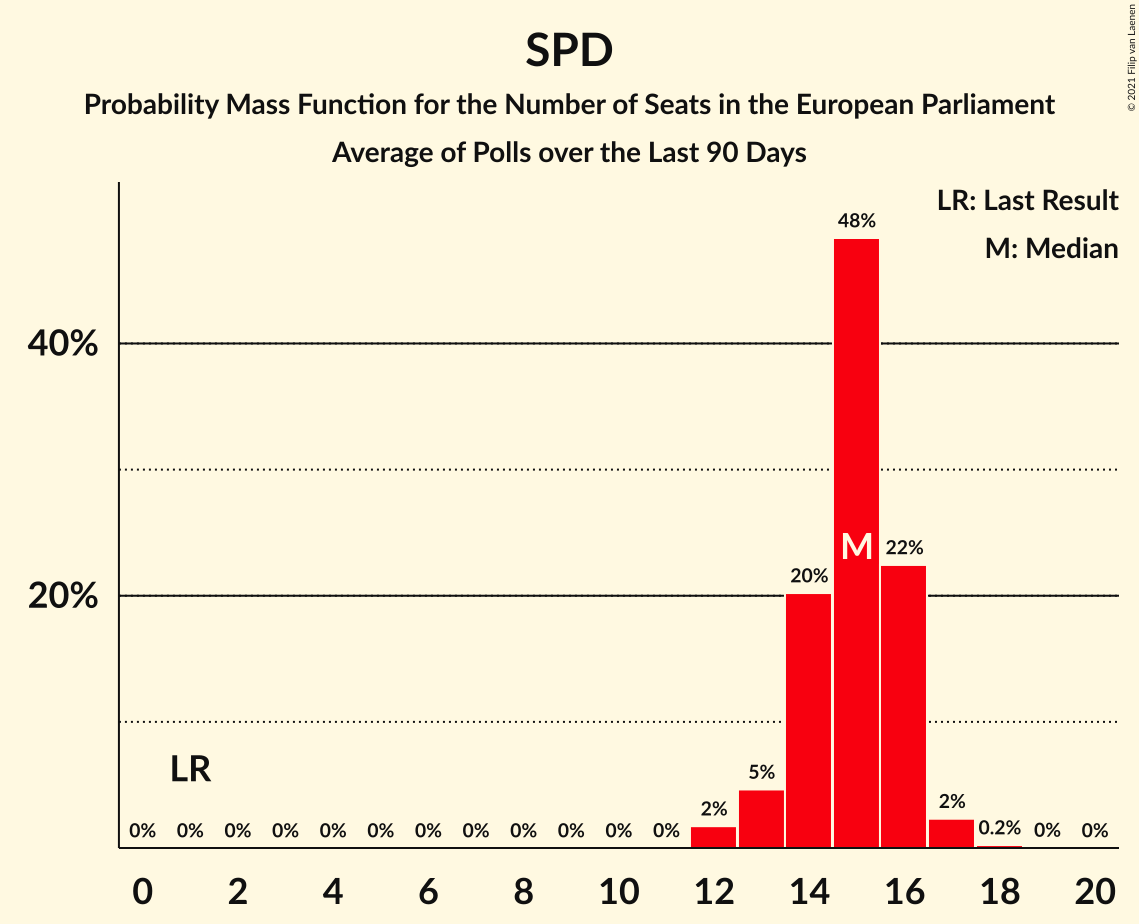 SPD
Probability Mass Function for the Number of Seats in the European Parliament
Average of Polls over the Last 90 Days
© 2021 Filip van Laenen
LR: Last Result
M: Median
48%
40%
M
22%
20%
20%
LR
5%
0% 0% 0% 0% 0% 0% 0% 0% 0% 0% 0% 0% 2% 2% 0.2% 0% 0%
0 2 4 6 8 10 12 14 16 18 20